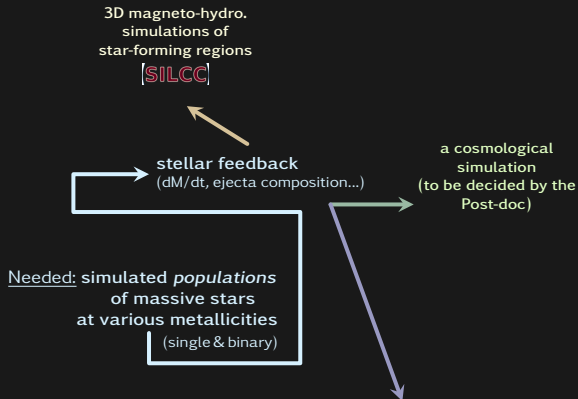 3D magneto-hydro.
simulations of
star-forming regions
[SILCC]
stellar feedback
(dM/dt, ejecta composition...)
a cosmological
simulation
(to be decided by the
Post-doc)
Needed: simulated populations
of massive stars
at various metallicities
(single & binary)